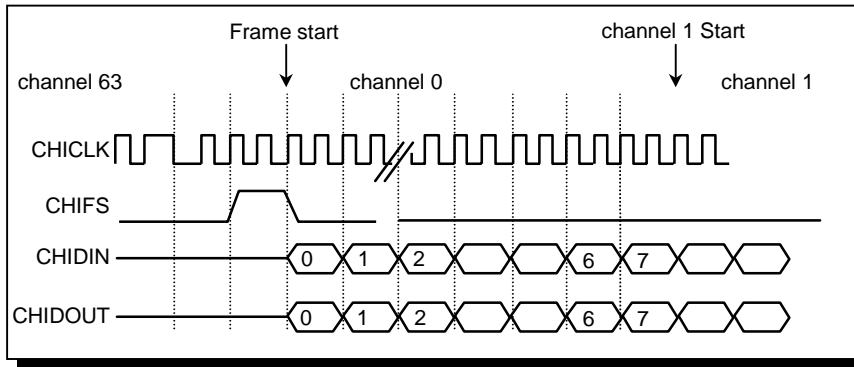 Frame start
channel 1 Start
channel 63
channel 0
channel 1
CHICLK
CHIFS
CHIDIN
0 1 2 6 7
CHIDOUT
0 1 2 6 7